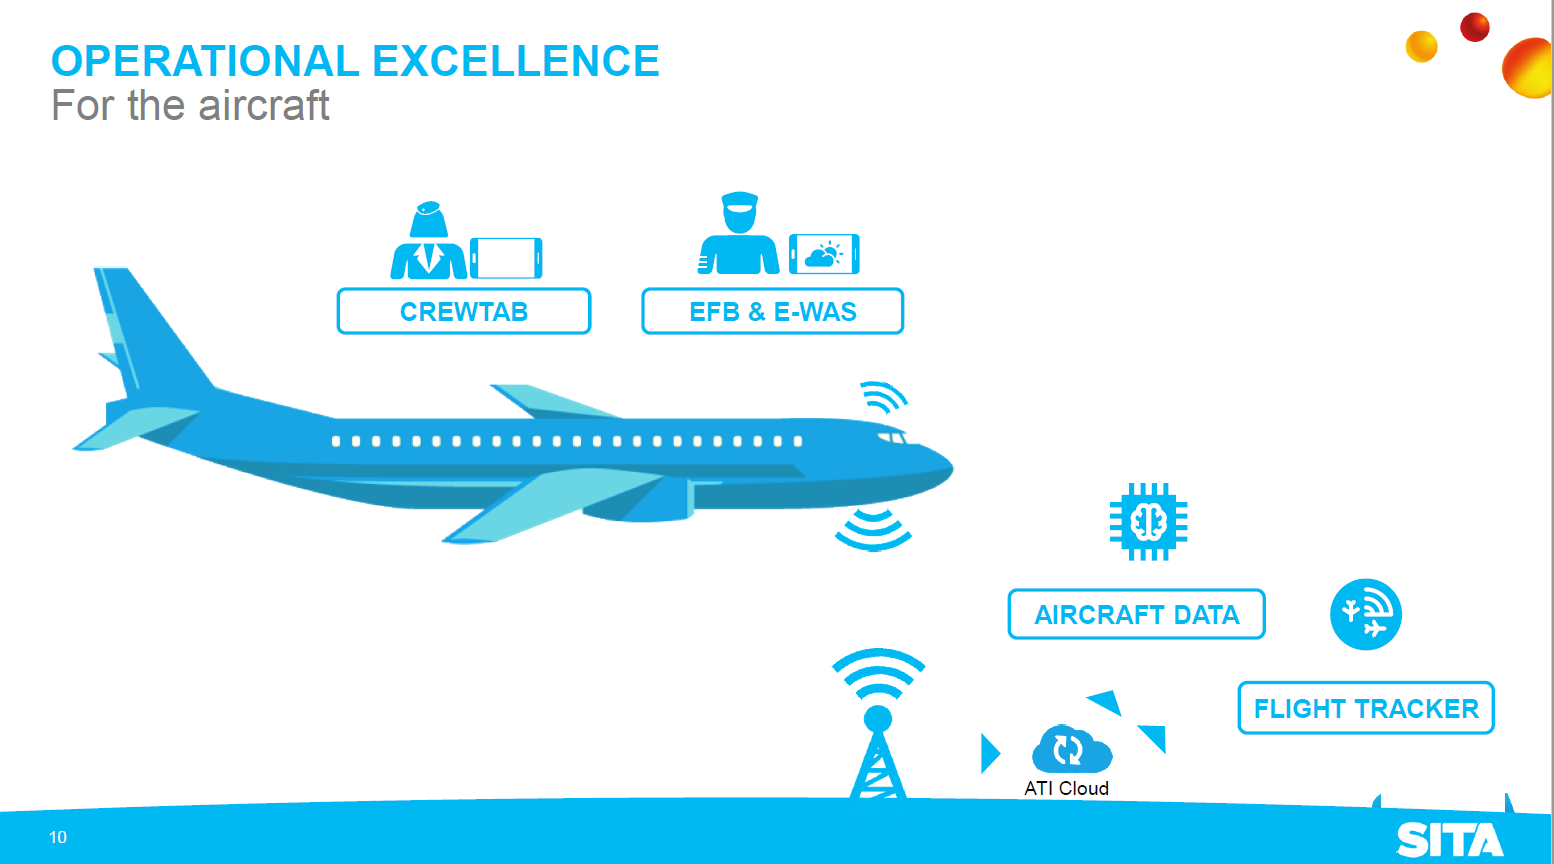 OPERATIONAL EXCELLENCE
For the aircraft
CREWTAB
EFB & E-WAS
AIRCRAFT DATA
FLIGHT TRACKER
ATI Cloud
10
SITA